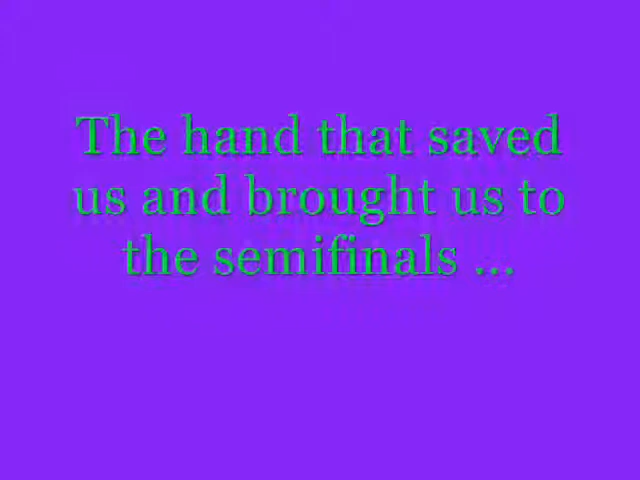 The hand that saved
us and brought us to
the semifinals ...